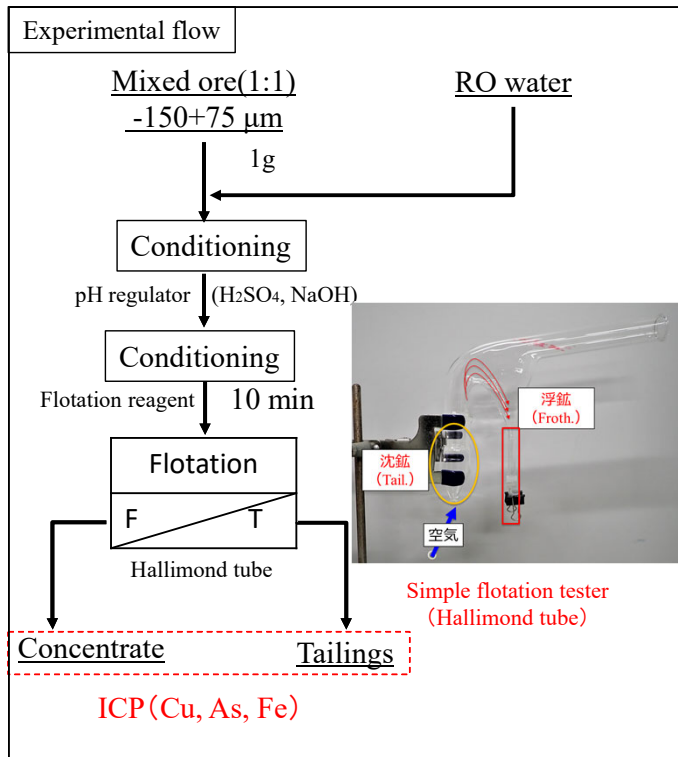 Experimental flow
Mixed ore(1:1)
-150+75 μm
RO water
1g
Conditioning
pH regulator
(H₂SO₄, NaOH)
Conditioning
Flotation reagent
10 min
Flotation
F
T
Hallimond tube
浮鉱
(Froth.)
沈鉱
(Tail.)
空気
Simple flotation tester
(Hallimond tube)
Concentrate
Tailings
ICP(Cu, As, Fe)